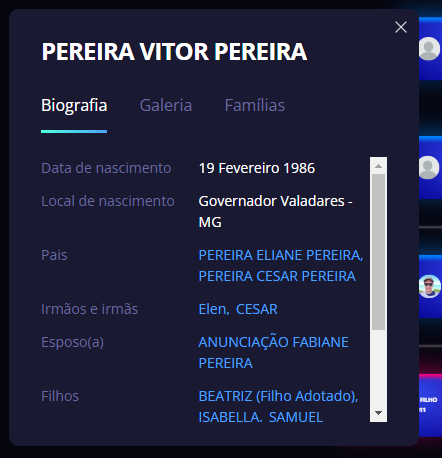 PEREIRA VITOR PEREIRA
Biografia Galeria Famílias
Data de nascimento 19 Fevereiro 1986
Local de nascimento Governador Valadares -
MG
Pais PEREIRA ELIANE PEREIRA,
PEREIRA CESAR PEREIRA
Irmãos e irmãs Elen, CESAR
Esposo(a) ANUNCIAÇÃO FABIANE
PEREIRA
Filhos BEATRIZ (Filho Adotado),
ISABELLA, SAMUEL
FILHO